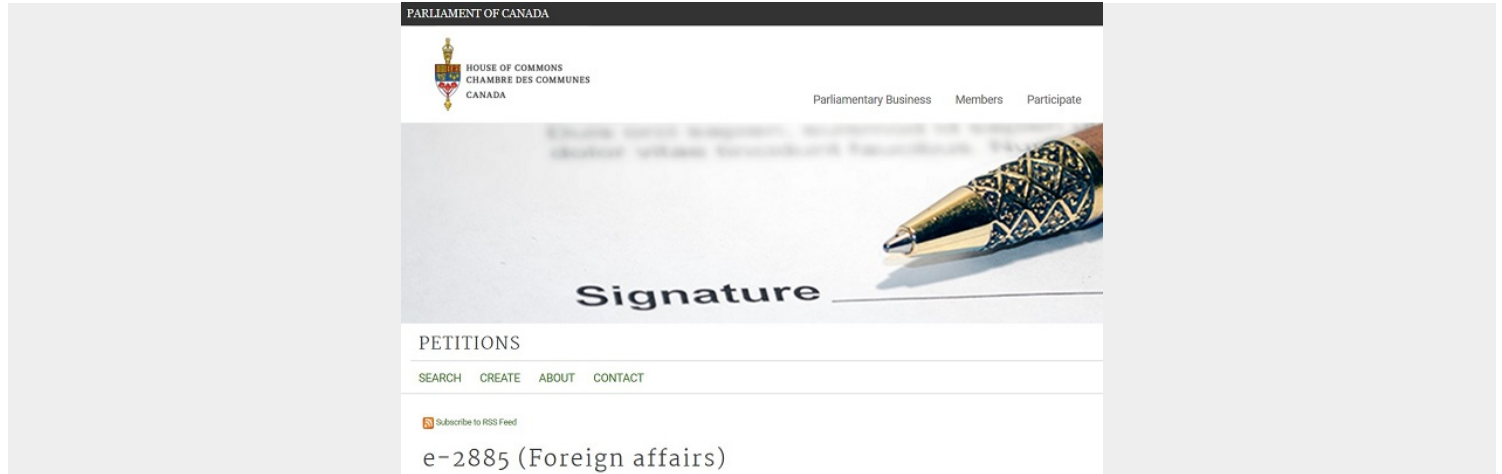 PARLIAMENT OF CANADA
HOUSE OF COMMONS
CHAMBRE DES COMMUNES
CANADA
Parliamentary Business Members Participate
Signature
PETITIONS
SEARCH CREATE ABOUT CONTACT
Subscribe to RSS Feed
e-2885 (Foreign affairs)